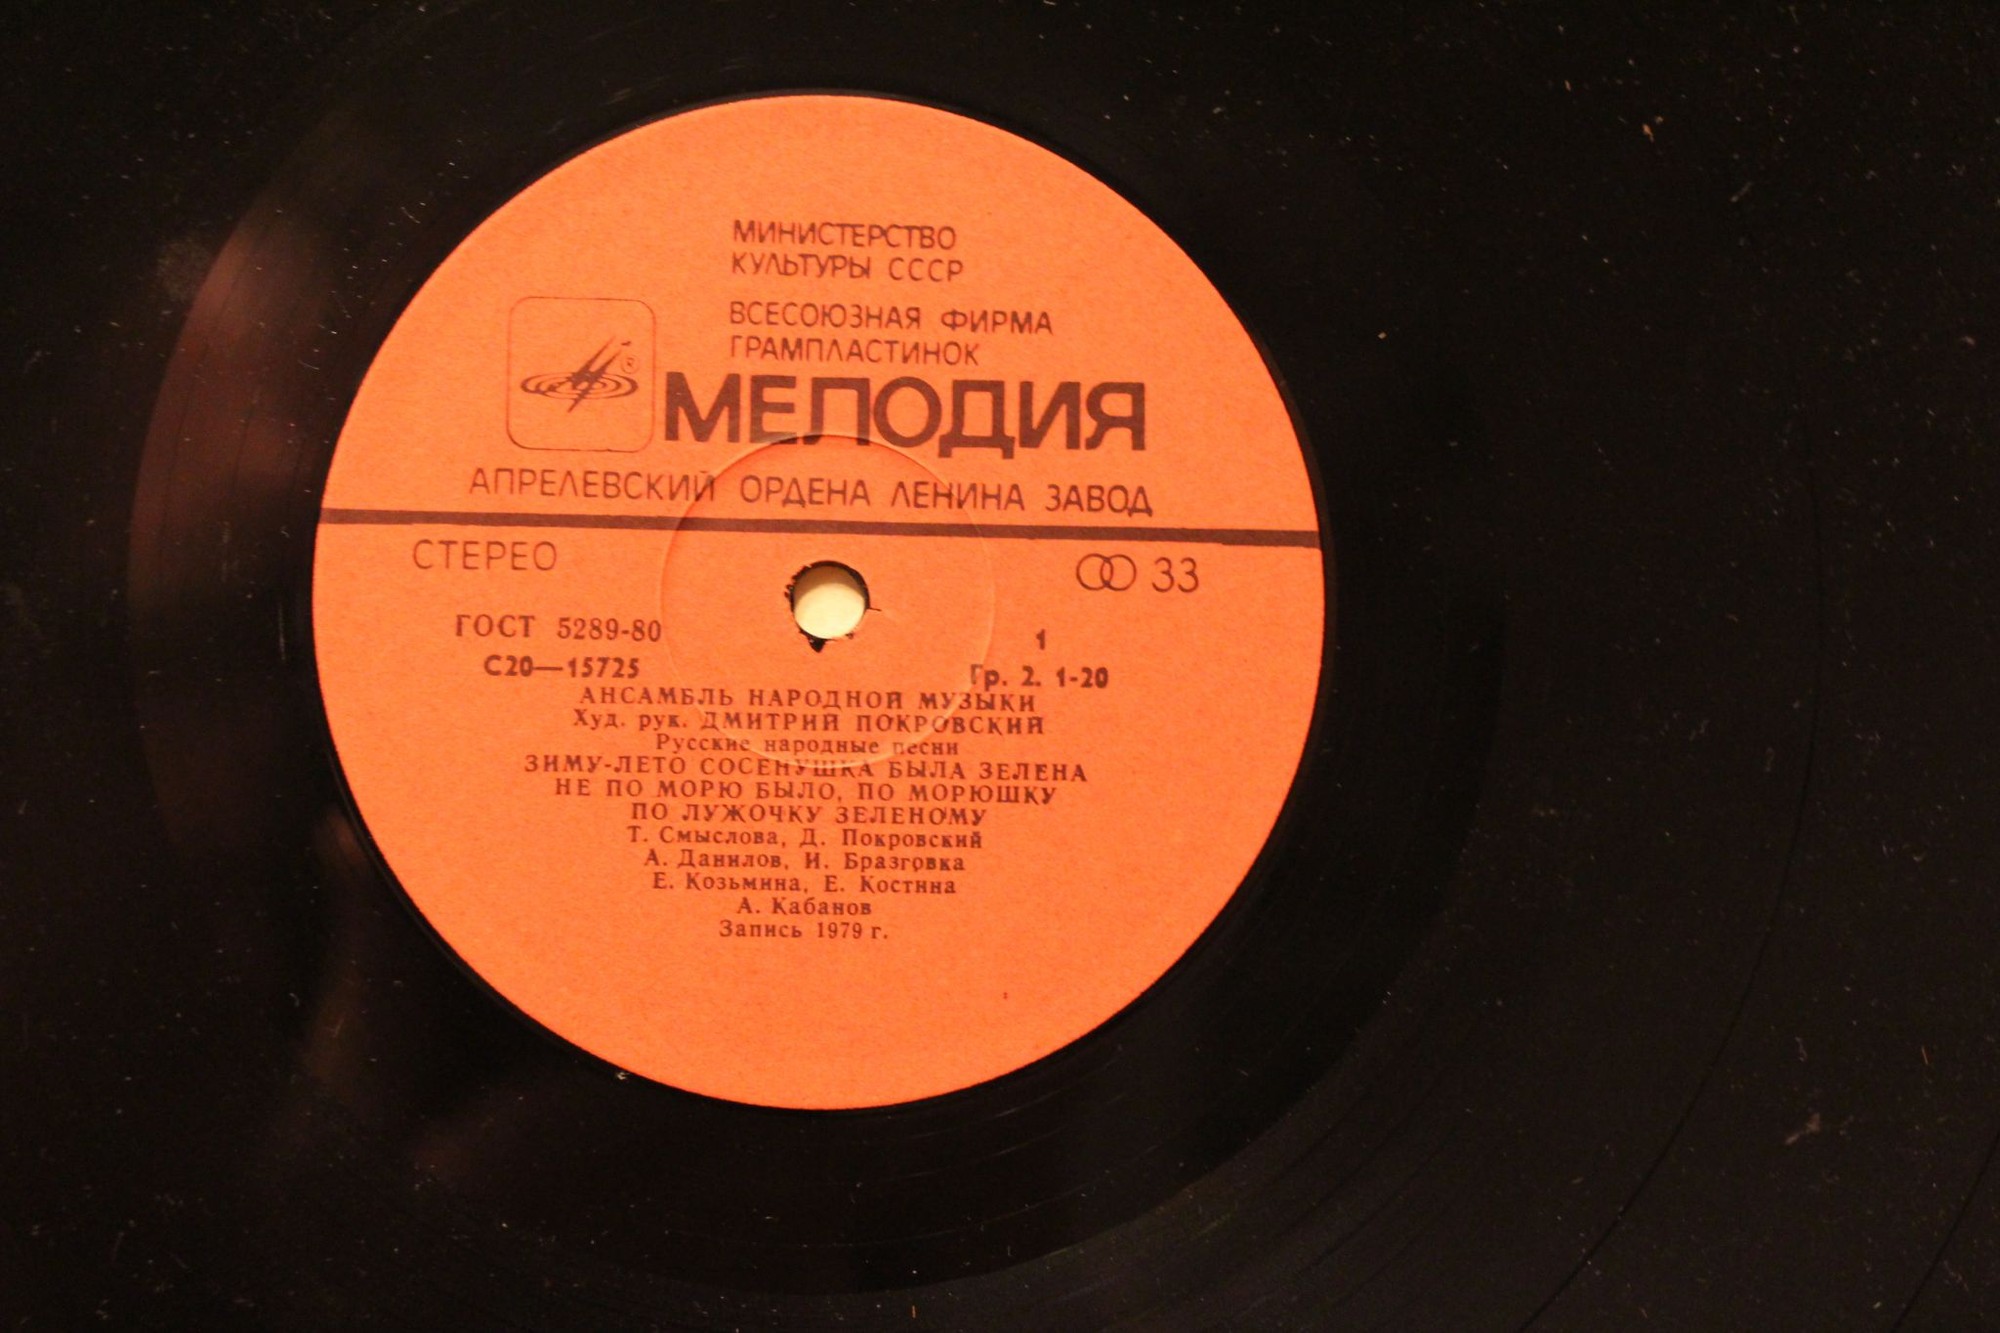 МИНИСТЕРСТВО
КУЛЬТУРЫ СССР
ВСЕСОЮЗНАЯ ФИРМА
ГРАМПЛАСТИНОК
®
МЕЛОДИЯ
АПРЕЛЕВСКИЙ ОРДЕНА ЛЕНИНА ЗАВОД
СТЕРЕО 33
ГОСТ 5289-80 1
С20—15725 Гр. 2. 1-20
АНСАМБЛЬ НАРОДНОЙ МУЗЫКИ
Худ. рук. ДМИТРИЙ ПОКРОВСКИЙ
Русские народные песни
ЗИМУ-ЛЕТО СОСЕНУШКА БЫЛА ЗЕЛЕНА
НЕ ПО МОРЮ БЫЛО, ПО МОРЮШКУ
ПО ЛУЖОЧКУ ЗЕЛЕНОМУ
Т. Смыслова, Д. Покровский
А. Данилов, И. Бразговка
Е. Козьмина, Е. Костина
А. Кабанов
Запись 1979 г.